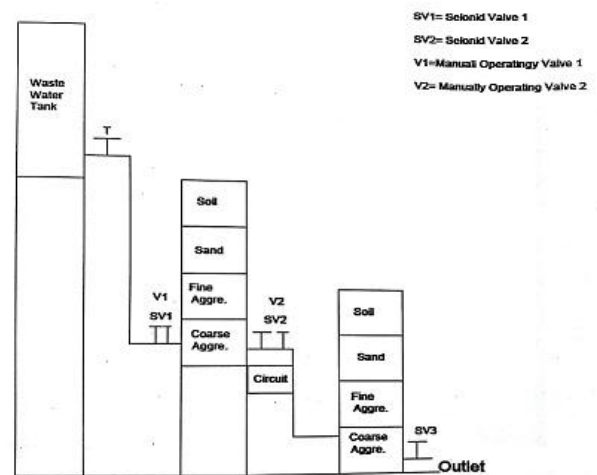 SV1= Selonid Valve 1
SV2= Selonid Valve 2
V1=Manuall Operatingy Valve 1
V2= Manually Operating Valve 2
Waste
Water
Tank
T
V1
SV1
Soil
Sand
Fine
Aggre.
Coarse
Aggre.
V2
SV2
Circuit
Soil
Sand
Fine
Aggre.
Coarse
Aggre.
SV3
Outlet